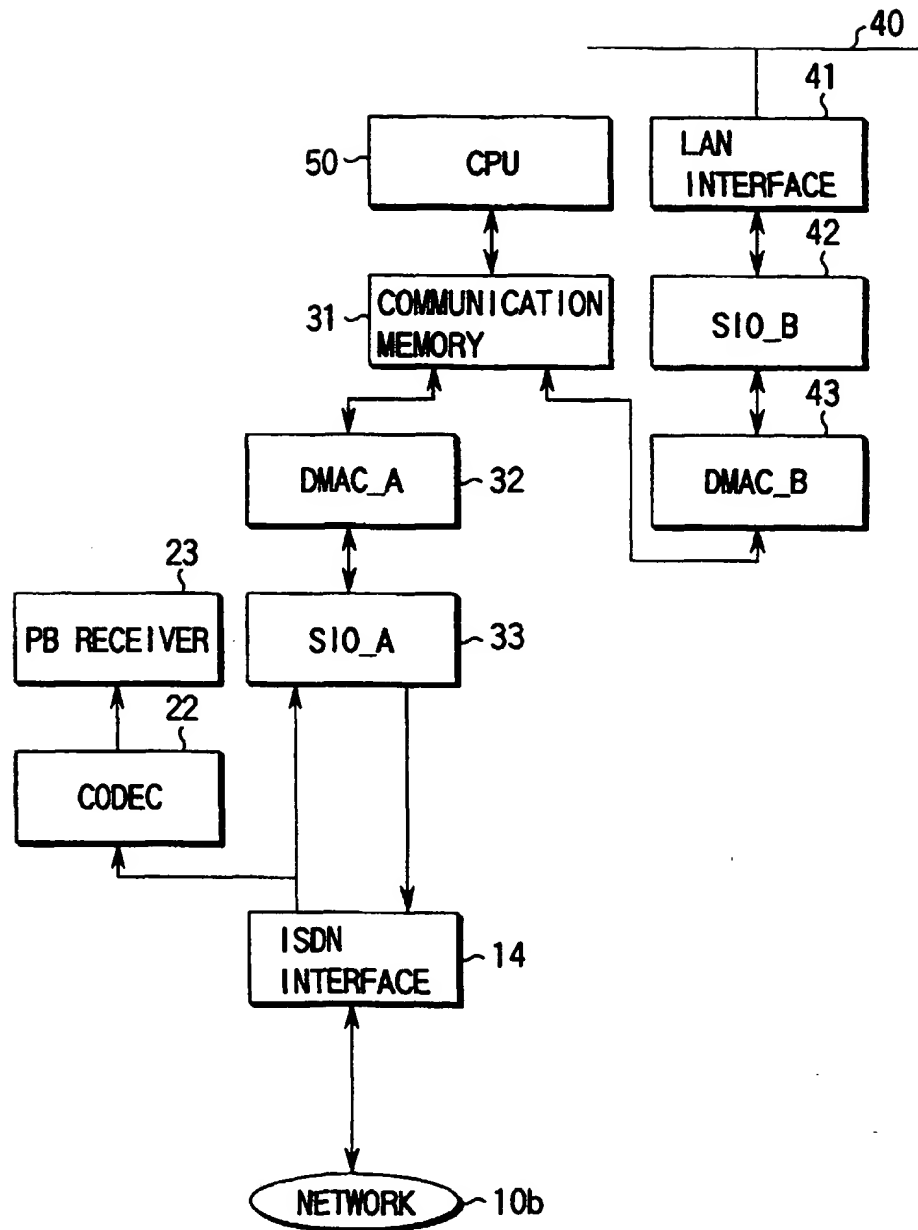 40
41
50
CPU
LAN
INTERFACE
42
31
COMMUNICATION
MEMORY
SIO_B
43
DMAC_A
32
DMAC_B
23
PB RECEIVER
SIO_A
33
22
CODEC
ISDN
INTERFACE
14
NETWORK
10b